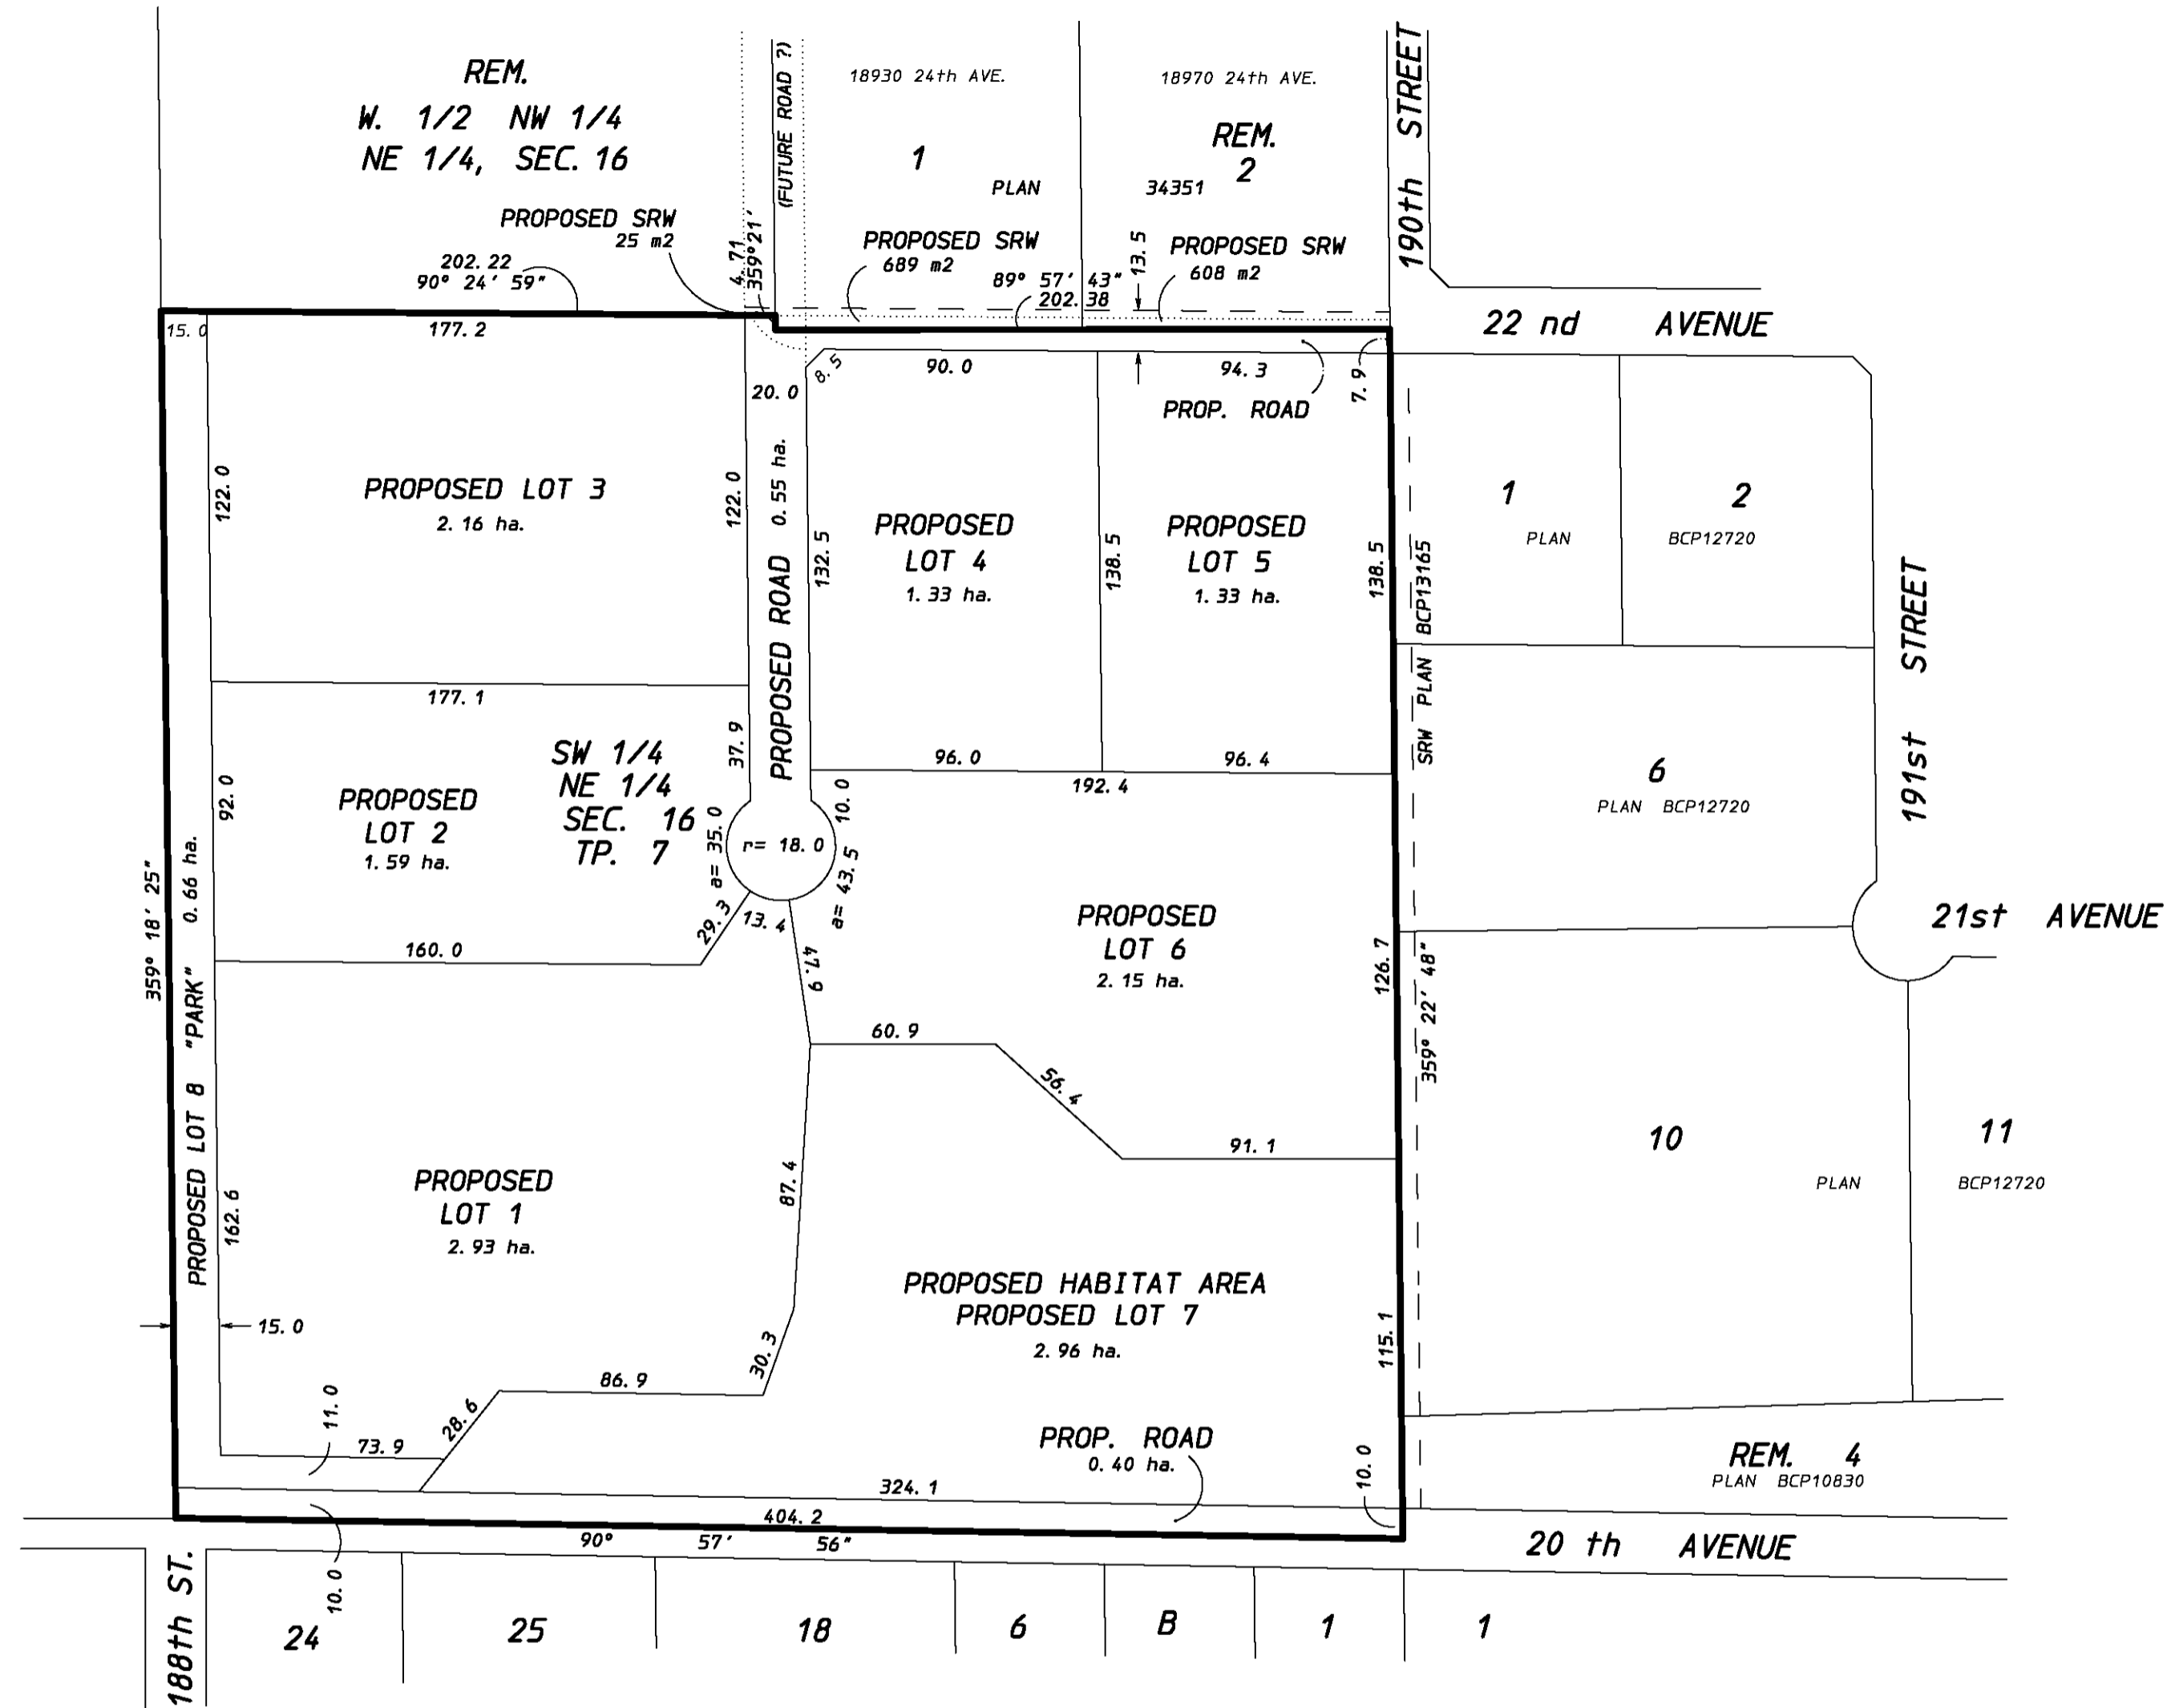 REM.
W. 1/2 NW 1/4
NE 1/4, SEC. 16
PROPOSED SRW
25 m2
202.22
90° 24' 59"
4.71
359°21'
(FUTURE ROAD ?)
18930 24th AVE.
1
PLAN
34351
18970 24th AVE.
REM.
2
PROPOSED SRW
689 m2
89° 57' 43"
202.38
13.5
PROPOSED SRW
608 m2
190th STREET
22 nd AVENUE
15.0
177.2
20.0
8.5
90.0
94.3
7.9
PROP. ROAD
122.0
PROPOSED LOT 3
2.16 ha.
122.0
PROPOSED ROAD 0.55 ha.
132.5
PROPOSED
LOT 4
1.33 ha.
138.5
PROPOSED
LOT 5
1.33 ha.
138.5
SRW PLAN BCP13165
1
2
PLAN BCP12720
191st STREET
177.1
37.9
96.0
96.4
192.4
6
PLAN BCP12720
SW 1/4
NE 1/4
SEC. 16
TP. 7
92.0
PROPOSED
LOT 2
1.59 ha.
a= 35.0
r= 18.0
10.0
a= 43.5
29.3
13.4
47.9
160.0
PROPOSED
LOT 6
2.15 ha.
126.7
359° 22' 48"
21st AVENUE
359° 18' 25"
PROPOSED LOT 8 "PARK" 0.66 ha.
60.9
56.4
91.1
10
11
PLAN BCP12720
162.6
PROPOSED
LOT 1
2.93 ha.
87.4
PROPOSED HABITAT AREA
PROPOSED LOT 7
2.96 ha.
115.1
15.0
30.3
86.9
28.6
11.0
73.9
PROP. ROAD
0.40 ha.
10.0
REM. 4
PLAN BCP10830
324.1
404.2
90° 57' 56"
20 th AVENUE
10.0
188th ST.
24
25
18
6
B
1
1